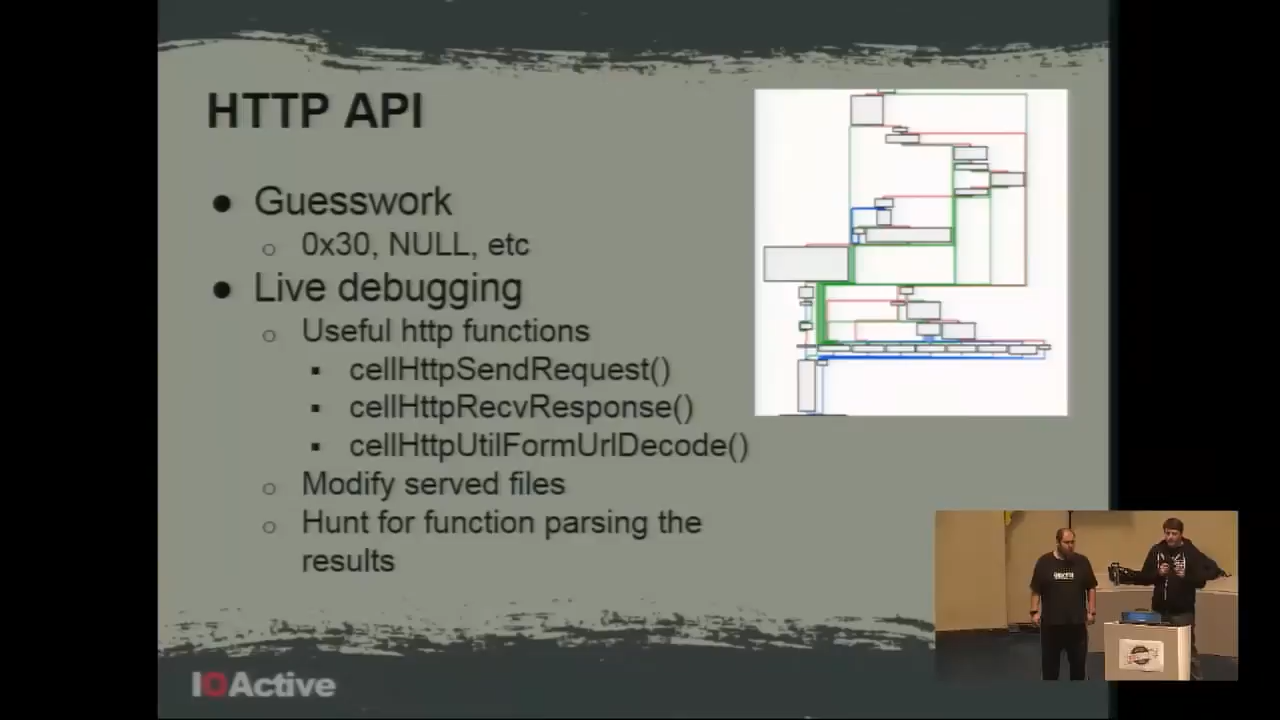 HTTP API
● Guesswork
○ 0x30, NULL, etc
● Live debugging
○ Useful http functions
▪ cellHttpSendRequest()
▪ cellHttpRecvResponse()
▪ cellHttpUtilFormUrlDecode()
○ Modify served files
○ Hunt for function parsing the
results
IOActive